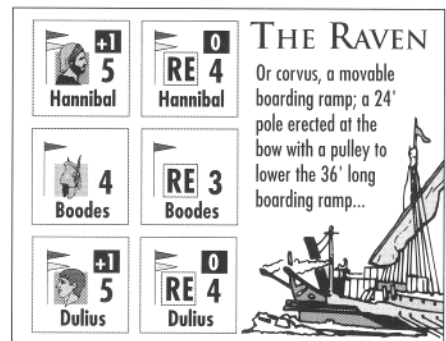 +1
5
Hannibal
0
RE 4
Hannibal
4
Boodes
RE 3
Boodes
+1
5
Dulius
0
RE 4
Dulius
THE RAVEN
Or corvus, a movable
boarding ramp; a 24'
pole erected at the
bow with a pulley to
lower the 36' long
boarding ramp...